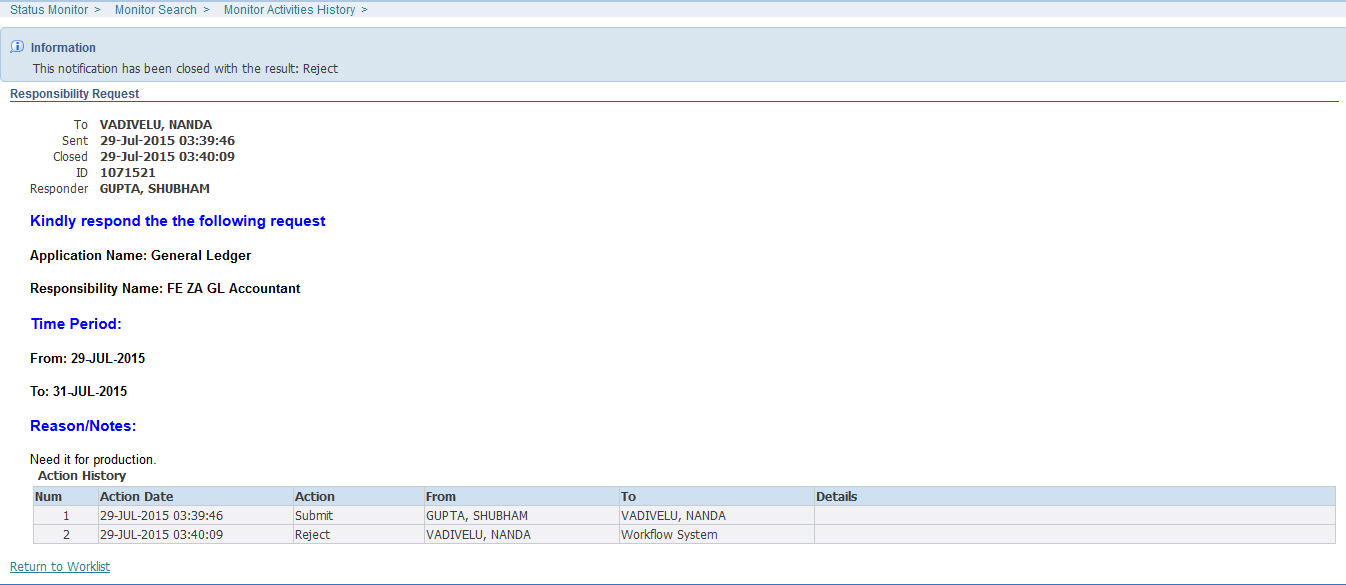 Status Monitor > Monitor Search > Monitor Activities History >
Information
This notification has been closed with the result: Reject
Responsibility Request
To VADIVELU, NANDA
Sent 29-Jul-2015 03:39:46
Closed 29-Jul-2015 03:40:09
ID 1071521
Responder GUPTA, SHUBHAM
Kindly respond the the following request
Application Name: General Ledger
Responsibility Name: FE ZA GL Accountant
Time Period:
From: 29-JUL-2015
To: 31-JUL-2015
Reason/Notes:
Need it for production.
Action History
Num Action Date Action From To Details
1 29-JUL-2015 03:39:46 Submit GUPTA, SHUBHAM VADIVELU, NANDA
2 29-JUL-2015 03:40:09 Reject VADIVELU, NANDA Workflow System
Return to Worklist